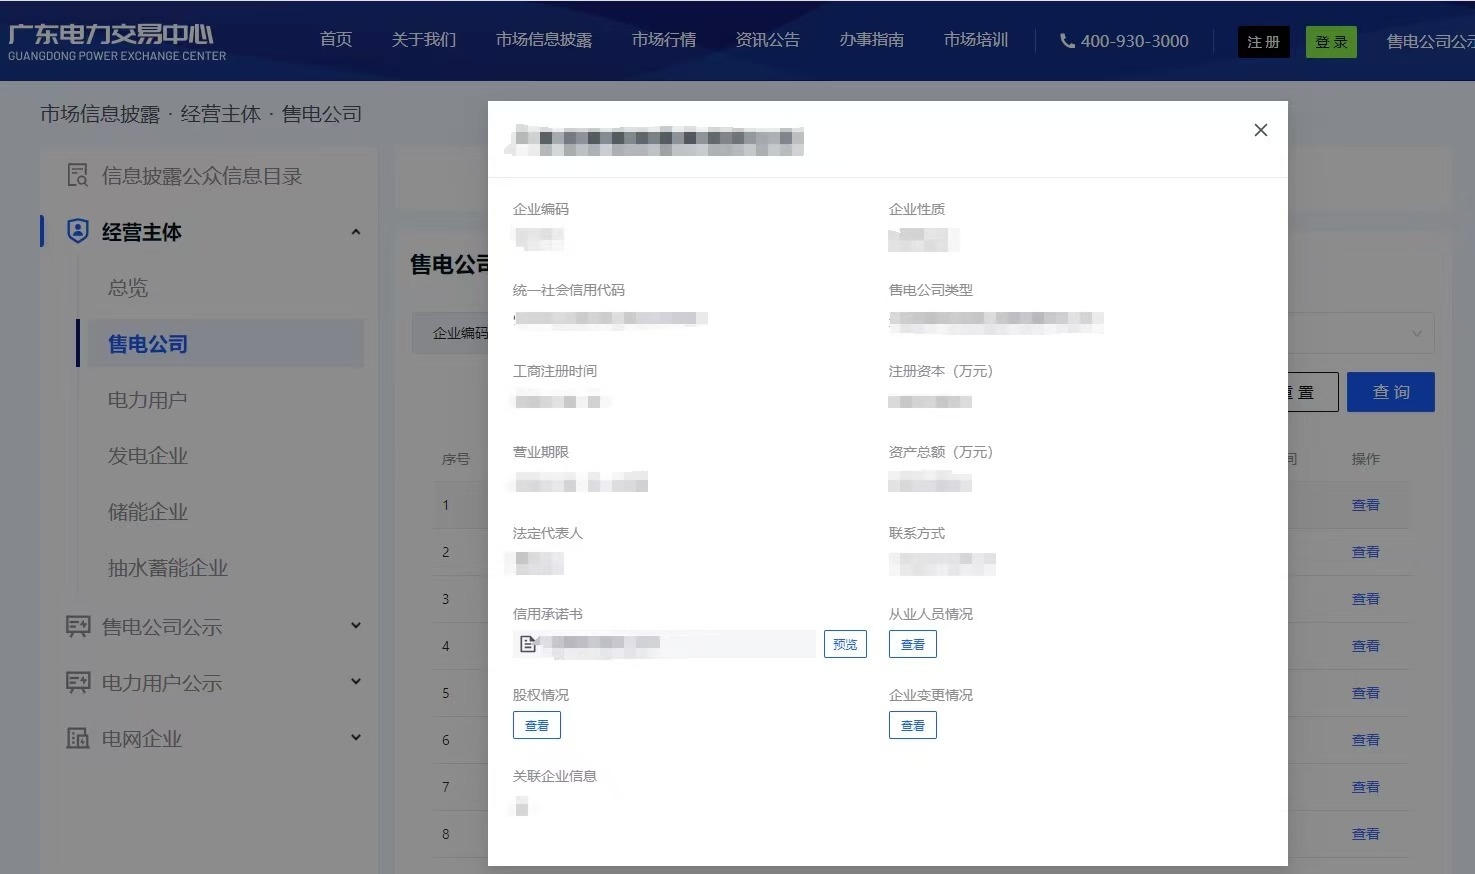 广东电力交易中心
GUANGDONG POWER EXCHANGE CENTER
首页 关于我们 市场信息披露 市场行情 资讯公告 办事指南 市场培训 400-930-3000 注册 登录 售电公司公示
市场信息披露 · 经营主体 · 售电公司
信息披露公众信息目录
经营主体
总览
售电公司
电力用户
发电企业
储能企业
抽水蓄能企业
售电公司公示
电力用户公示
电网企业
售电公司
企业编码
置 查询
序号 操作
1 查看
2 查看
3 查看
4 查看
5 查看
6 查看
7 查看
8 查看
企业编码 企业性质
统一社会信用代码 售电公司类型
工商注册时间 注册资本（万元）
营业期限 资产总额（万元）
法定代表人 联系方式
信用承诺书 从业人员情况
预览 查看
股权情况 企业变更情况
查看 查看
关联企业信息